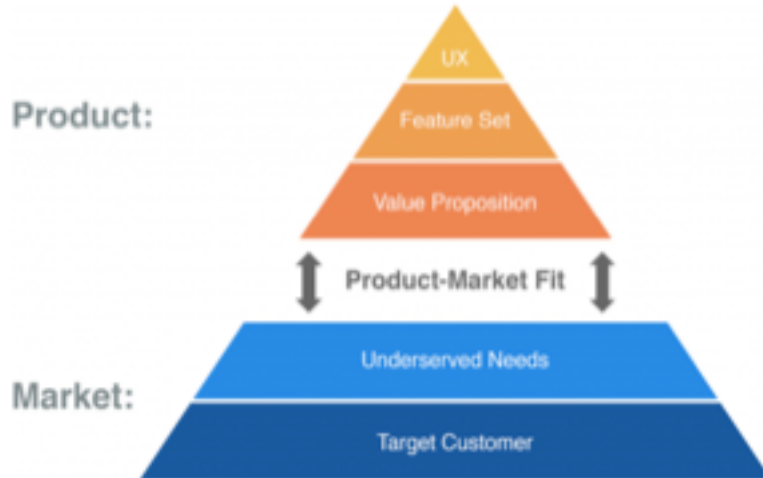 UX
Product:
Feature Set
Value Proposition
Product-Market Fit
Underserved Needs
Market:
Target Customer